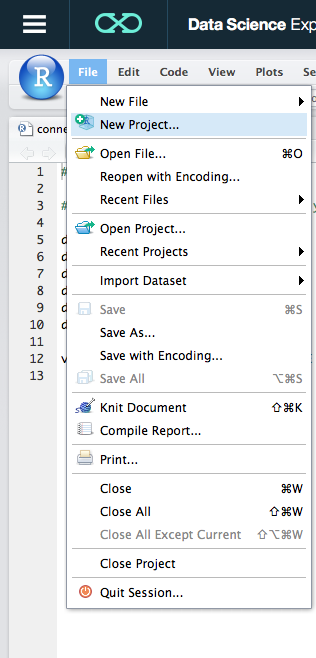 Data Science Exp
R
File Edit Code View Plots Se
New File
New Project...
Open File... ⌘O
Reopen with Encoding...
Recent Files
Open Project...
Recent Projects
Import Dataset
Save ⌘S
Save As...
Save with Encoding...
Save All ⌥⌘S
Knit Document ⇧⌘K
Compile Report...
Print...
Close ⌘W
Close All ⇧⌘W
Close All Except Current ⇧⌥⌘W
Close Project
Quit Session...
conne
1 #
2
3 #
5 d
6 d
7 d
8 d
9 d
10 d
11
12 v
13